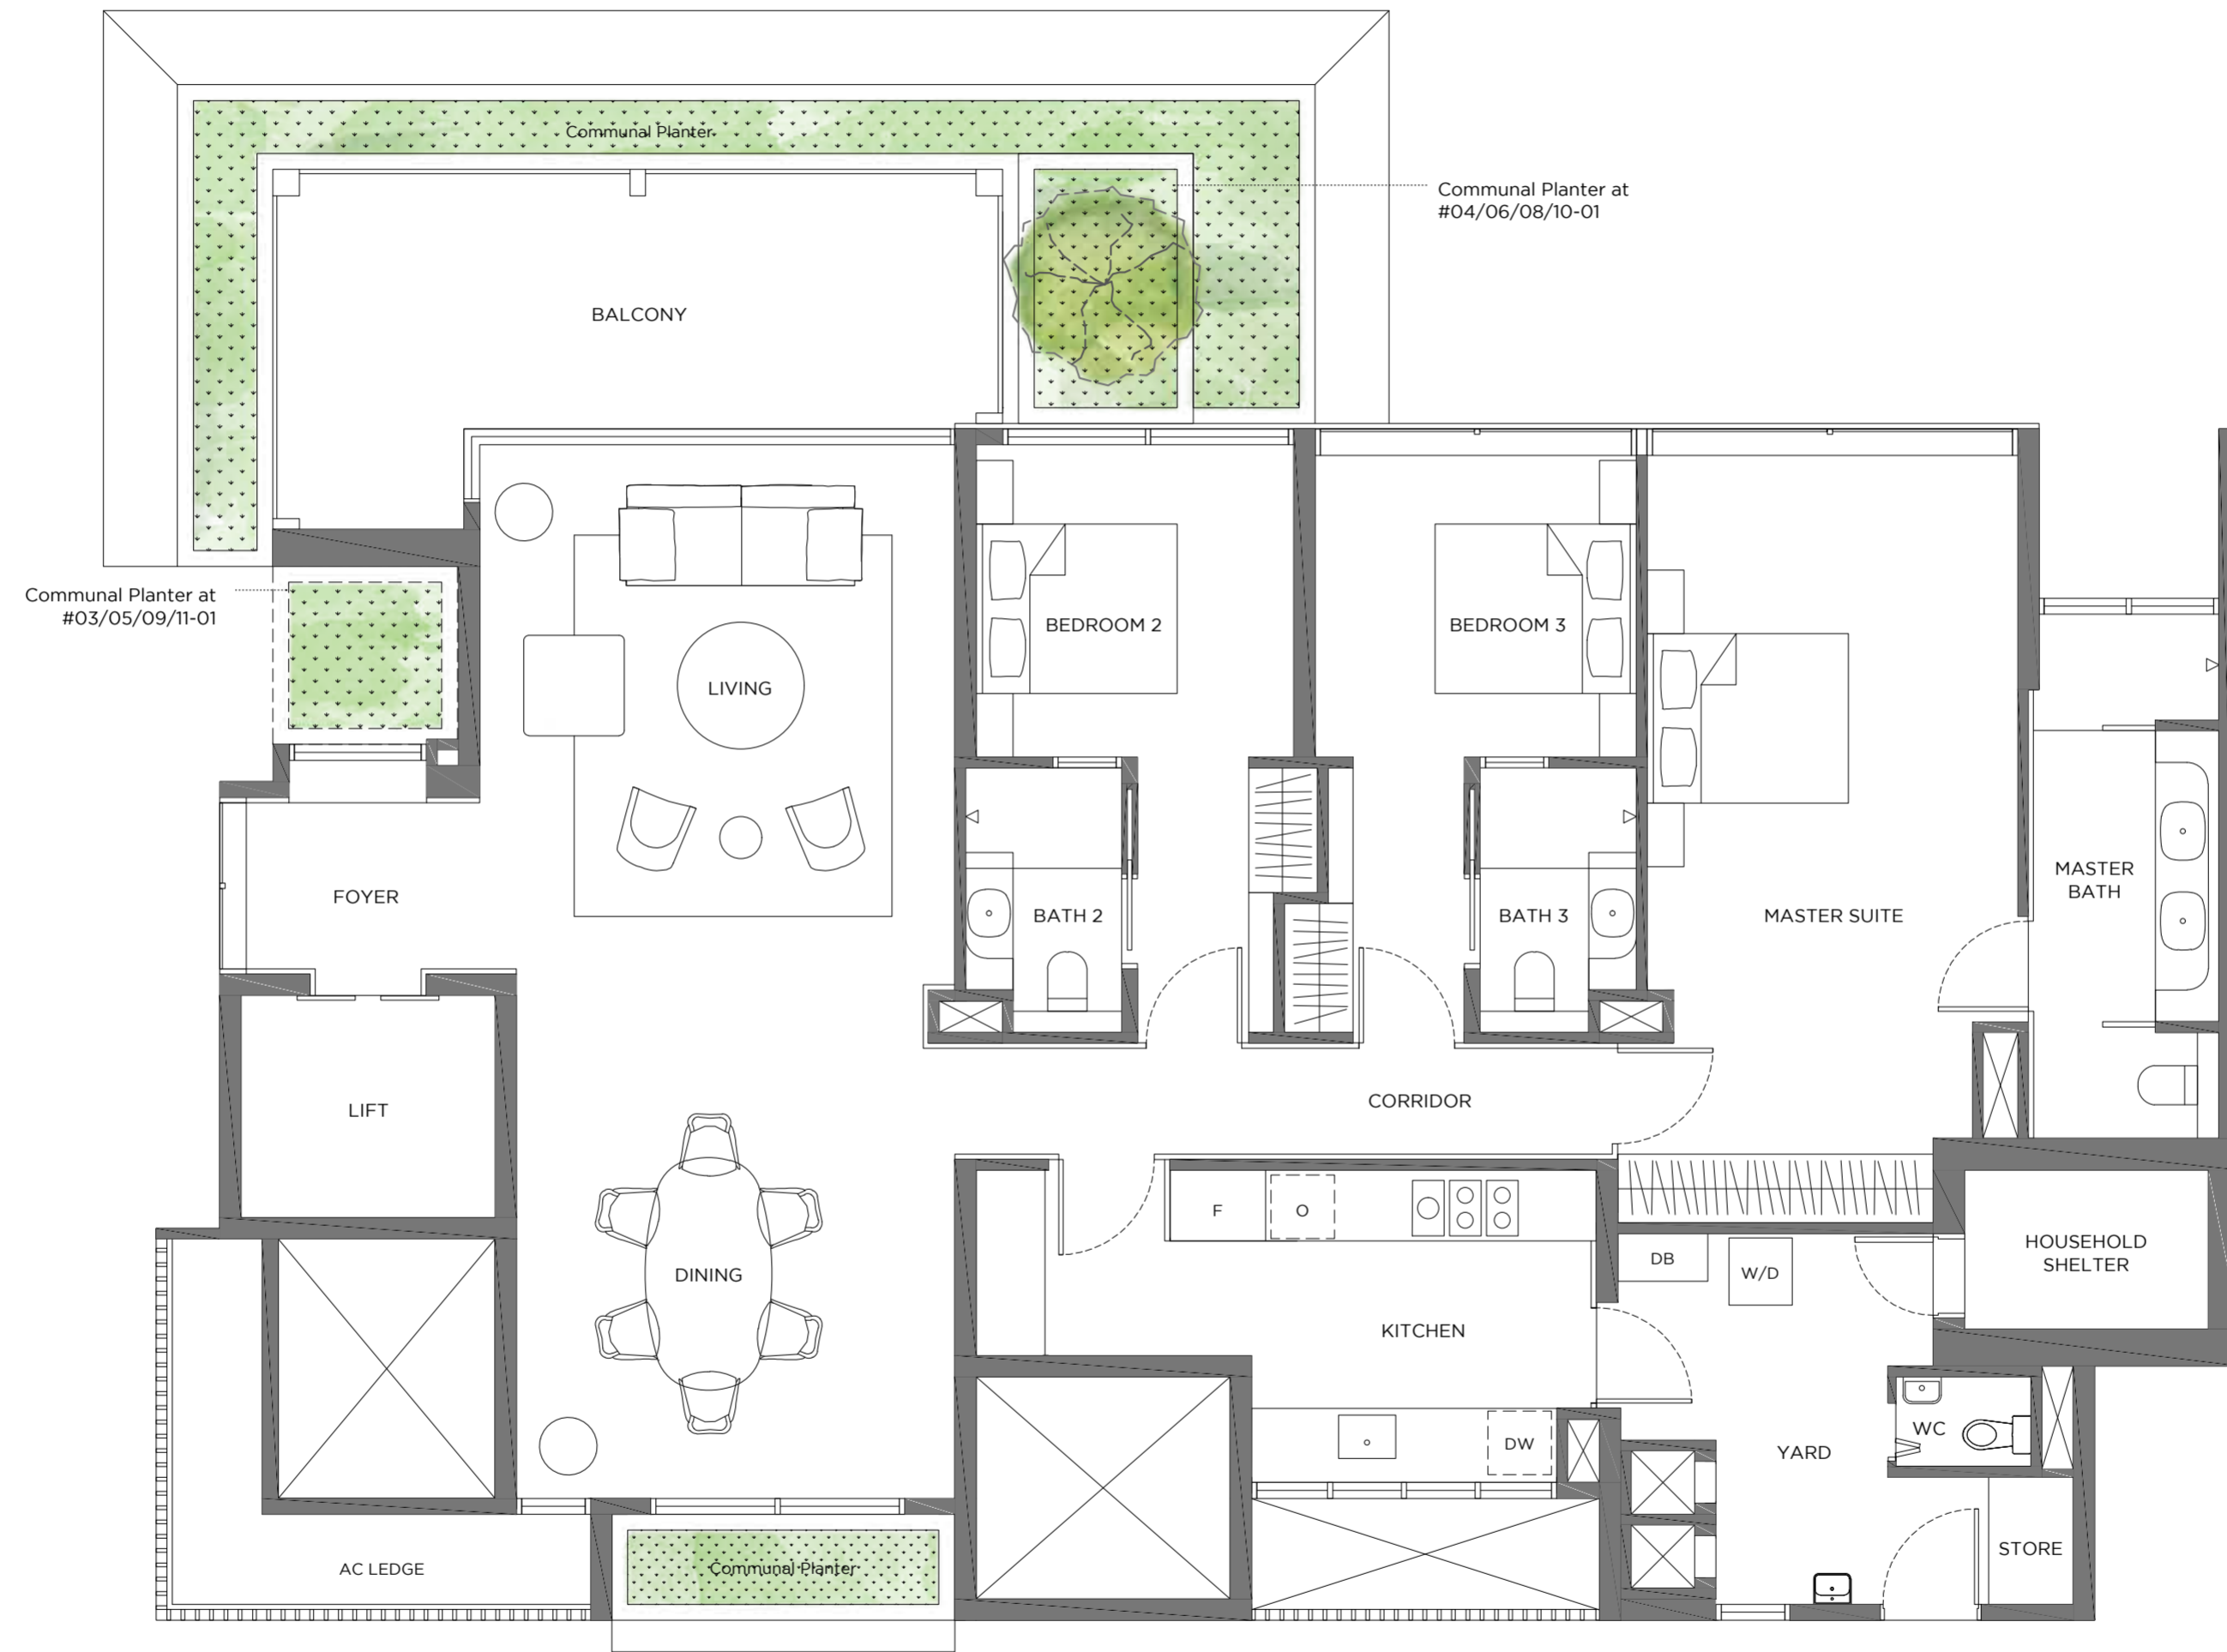 Communal Planter
Communal Planter at
#04/06/08/10-01
BALCONY
Communal Planter at
#03/05/09/11-01
BEDROOM 2
BEDROOM 3
LIVING
FOYER
BATH 2
BATH 3
MASTER SUITE
MASTER
BATH
LIFT
CORRIDOR
F
O
DINING
DB
W/D
HOUSEHOLD
SHELTER
KITCHEN
WC
DW
YARD
STORE
AC LEDGE
Communal Planter